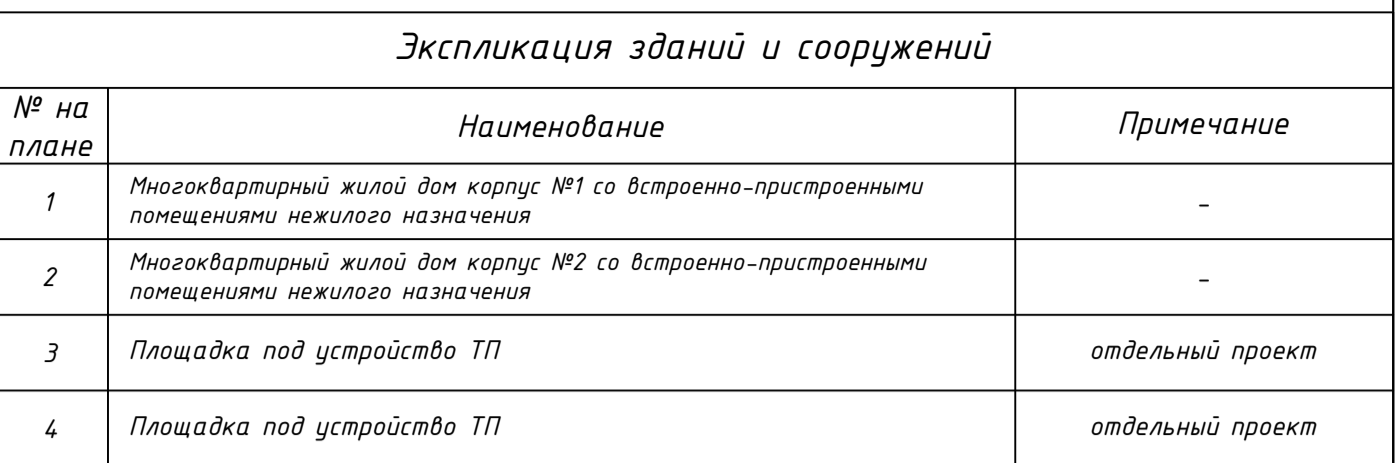 Экспликация зданий и сооружений
№ на
плане
Наименование
Примечание
1
Многоквартирный жилой дом корпус №1 со встроенно-пристроенными
помещениями нежилого назначения
-
2
Многоквартирный жилой дом корпус №2 со встроенно-пристроенными
помещениями нежилого назначения
-
3
Площадка под устройство ТП
отдельный проект
4
Площадка под устройство ТП
отдельный проект